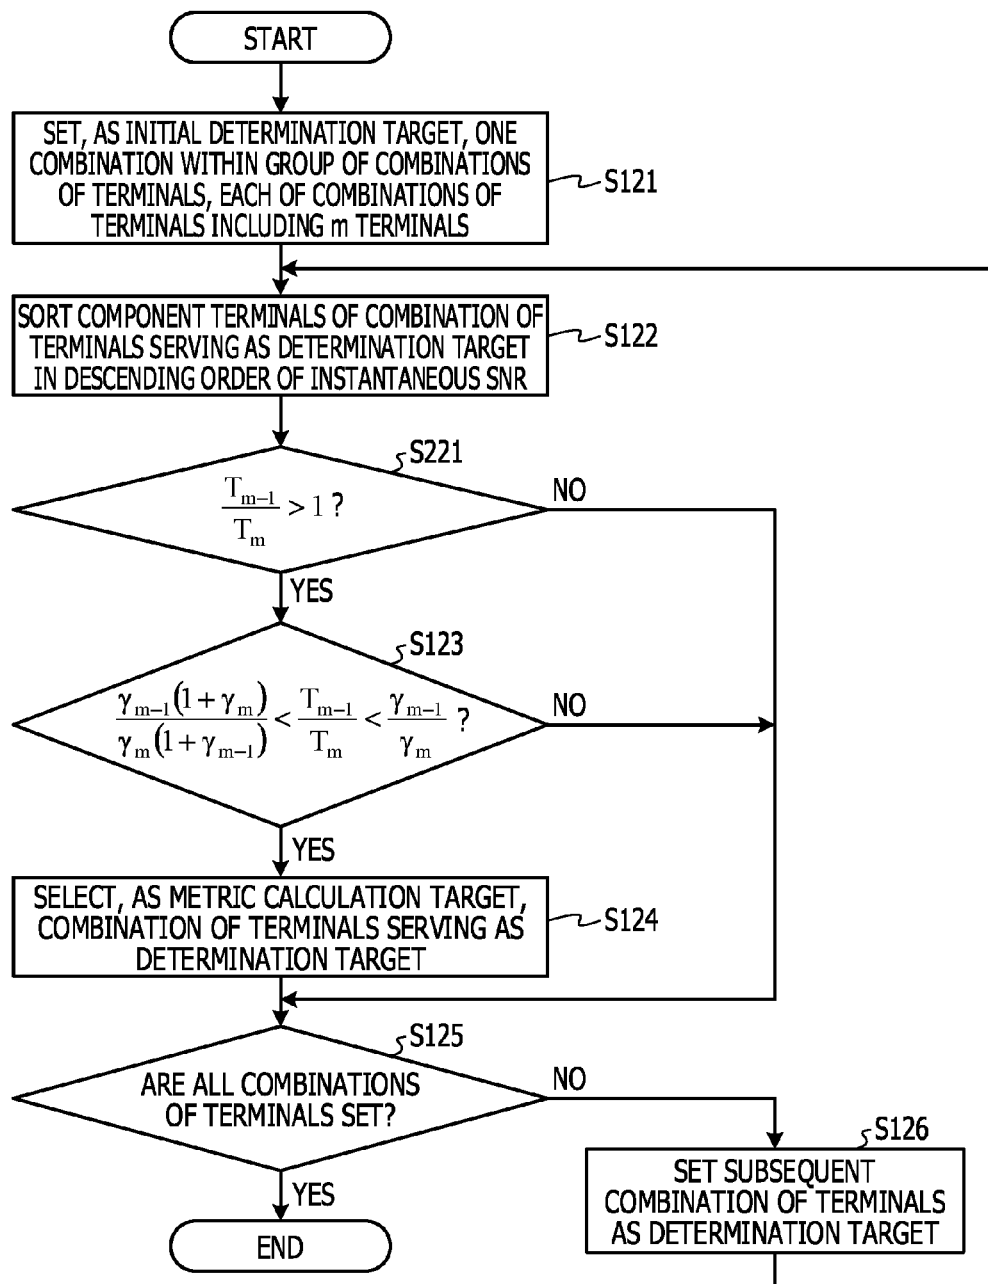 START
SET, AS INITIAL DETERMINATION TARGET, ONE
COMBINATION WITHIN GROUP OF COMBINATIONS
OF TERMINALS, EACH OF COMBINATIONS OF
TERMINALS INCLUDING m TERMINALS
S121
SORT COMPONENT TERMINALS OF COMBINATION OF
TERMINALS SERVING AS DETERMINATION TARGET
IN DESCENDING ORDER OF INSTANTANEOUS SNR
S122
S221
T_{m−1} / T_m > 1 ?
NO
YES
S123
γ_{m−1}(1 + γ_m) / γ_m(1 + γ_{m−1}) < T_{m−1} / T_m < γ_{m−1} / γ_m ?
NO
YES
SELECT, AS METRIC CALCULATION TARGET,
COMBINATION OF TERMINALS SERVING AS
DETERMINATION TARGET
S124
S125
ARE ALL COMBINATIONS
OF TERMINALS SET?
NO
YES
S126
SET SUBSEQUENT
COMBINATION OF TERMINALS
AS DETERMINATION TARGET
END